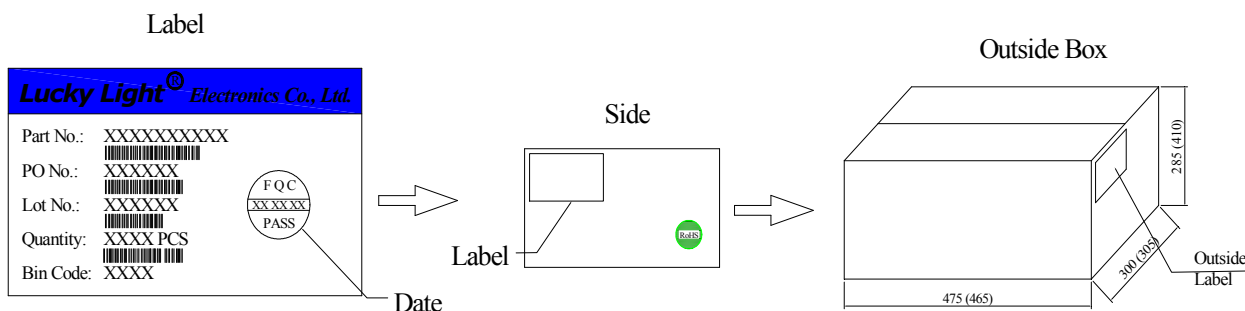 Label
Lucky Light® Electronics Co., Ltd.
Part No.: XXXXXXXXXX
PO No.: XXXXXX
Lot No.: XXXXXX
Quantity: XXXX PCS
Bin Code: XXXX
FQC
XX XX XX
PASS
Date
Side
RoHS
Label
Outside Box
285 (410)
300 (305)
475 (465)
Outside
Label